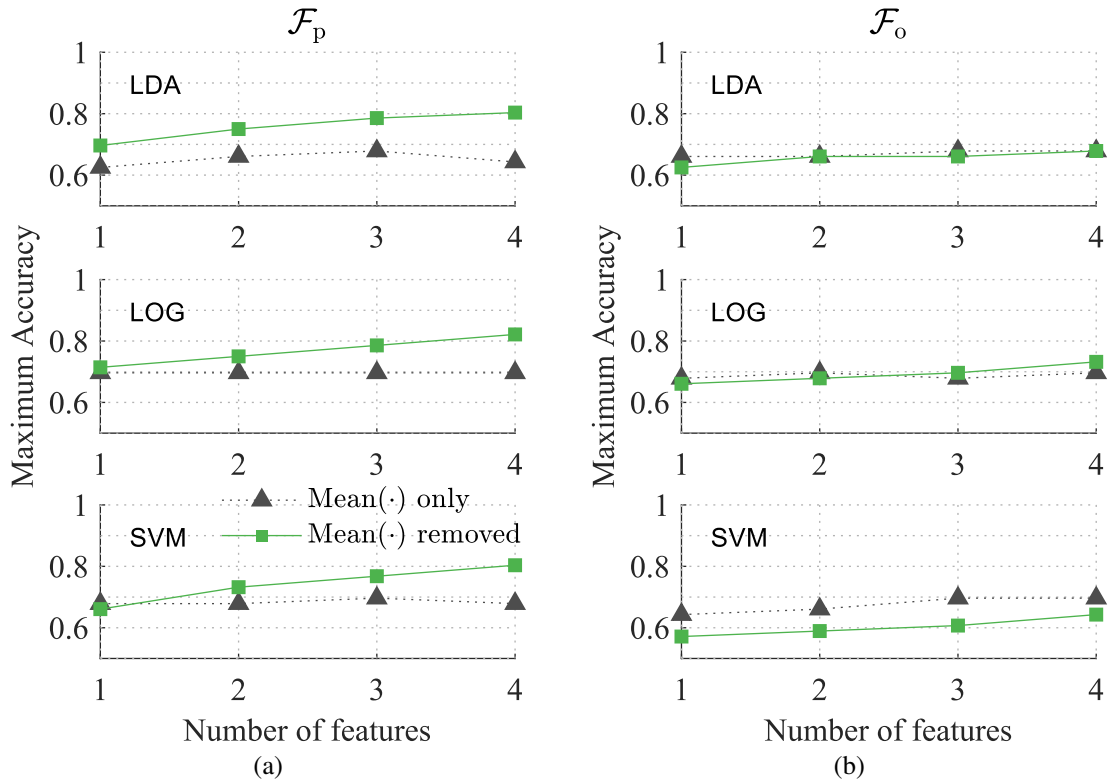 𝓕p
𝓕o
1
LDA
0.8
0.6
1 2 3 4
1
LDA
0.8
0.6
1 2 3 4
Maximum Accuracy
1
LOG
0.8
0.6
1 2 3 4
Maximum Accuracy
1
LOG
0.8
0.6
1 2 3 4
1
Mean(·) only
Mean(·) removed
SVM
0.8
0.6
1 2 3 4
Number of features
(a)
1
SVM
0.8
0.6
1 2 3 4
Number of features
(b)